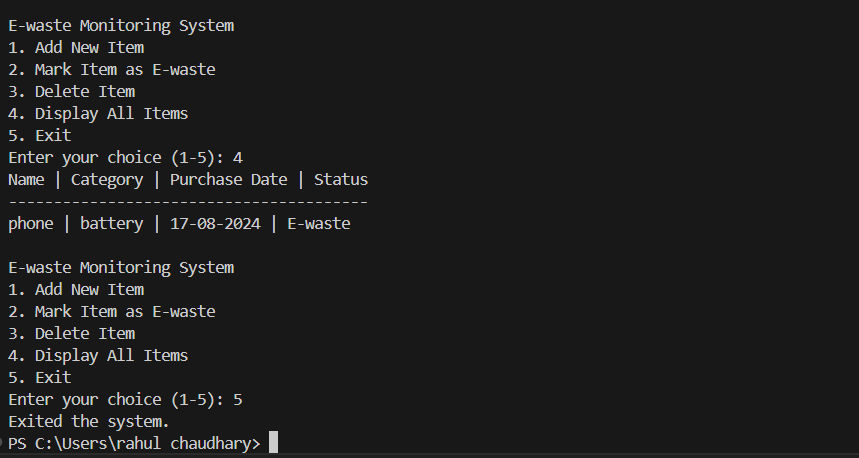 E-waste Monitoring System
1. Add New Item
2. Mark Item as E-waste
3. Delete Item
4. Display All Items
5. Exit
Enter your choice (1-5): 4
Name | Category | Purchase Date | Status
----------------------------------------
phone | battery | 17-08-2024 | E-waste
E-waste Monitoring System
1. Add New Item
2. Mark Item as E-waste
3. Delete Item
4. Display All Items
5. Exit
Enter your choice (1-5): 5
Exited the system.
PS C:\Users\rahul chaudhary>